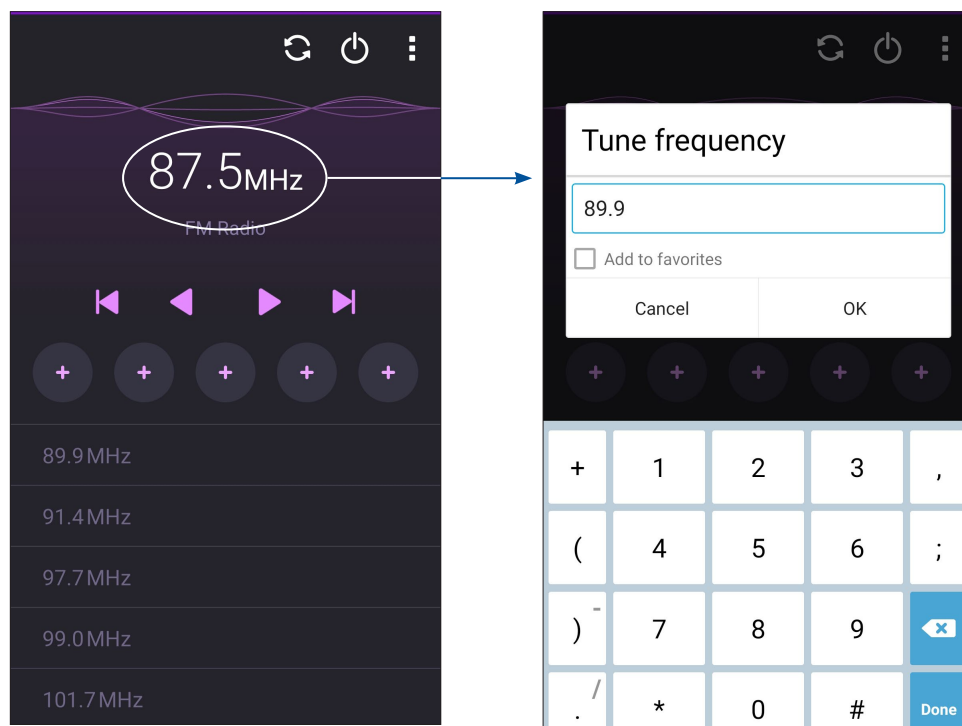 87.5MHz
FM Radio
+ + + + +
89.9MHz
91.4MHz
97.7MHz
99.0MHz
101.7MHz
Tune frequency
89.9
Add to favorites
Cancel OK
+ + + + +
+ 1 2 3 ,
( 4 5 6 ;
) - 7 8 9
. / * 0 # Done